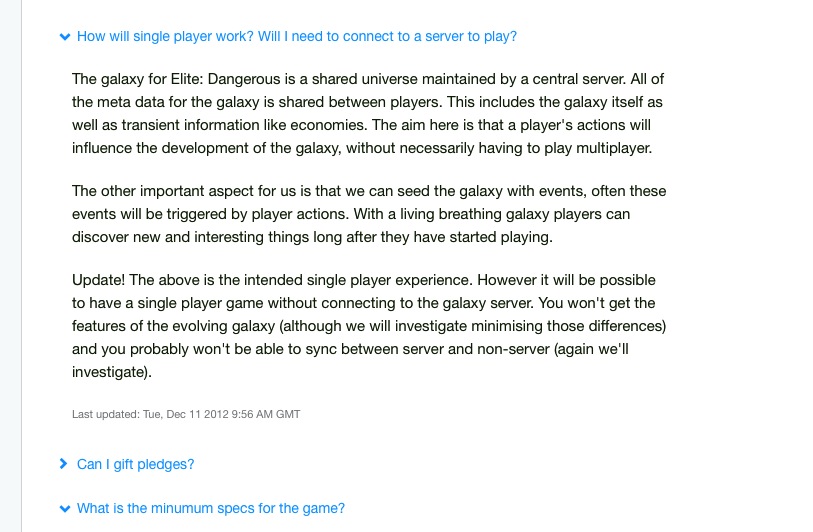 How will single player work? Will I need to connect to a server to play?
The galaxy for Elite: Dangerous is a shared universe maintained by a central server. All of
the meta data for the galaxy is shared between players. This includes the galaxy itself as
well as transient information like economies. The aim here is that a player's actions will
influence the development of the galaxy, without necessarily having to play multiplayer.
The other important aspect for us is that we can seed the galaxy with events, often these
events will be triggered by player actions. With a living breathing galaxy players can
discover new and interesting things long after they have started playing.
Update! The above is the intended single player experience. However it will be possible
to have a single player game without connecting to the galaxy server. You won't get the
features of the evolving galaxy (although we will investigate minimising those differences)
and you probably won't be able to sync between server and non-server (again we'll
investigate).
Last updated: Tue, Dec 11 2012 9:56 AM GMT
Can I gift pledges?
What is the minumum specs for the game?